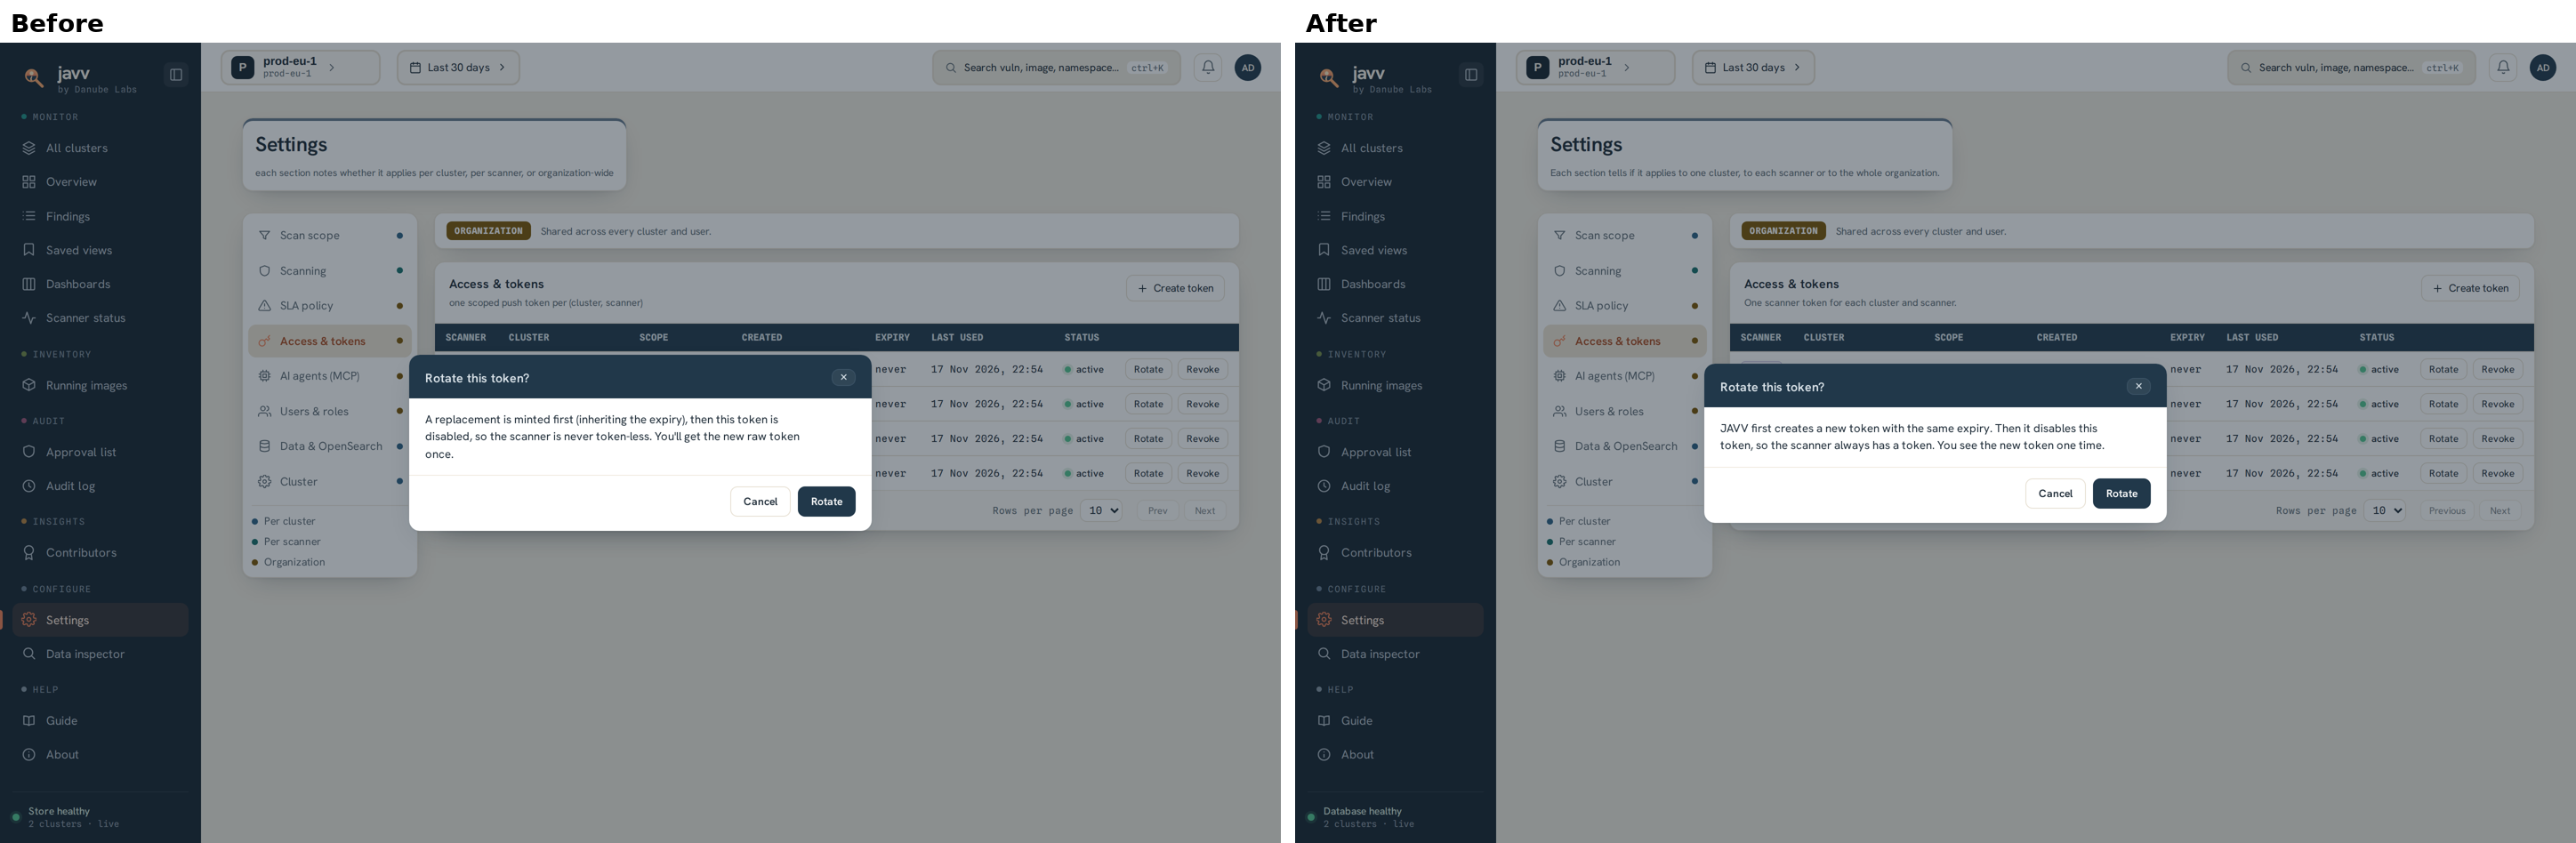 Before
javv
by Danube Labs
MONITOR
All clusters
Overview
Findings
Saved views
Dashboards
Scanner status
INVENTORY
Running images
AUDIT
Approval list
Audit log
INSIGHTS
Contributors
CONFIGURE
Settings
Data inspector
HELP
Guide
About
Store healthy
2 clusters · live
P prod-eu-1
prod-eu-1
Last 30 days
Search vuln, image, namespace... ctrl+K
AD
Settings
each section notes whether it applies per cluster, per scanner, or organization-wide
Scan scope
Scanning
SLA policy
Access & tokens
AI agents (MCP)
Users & roles
Data & OpenSearch
Cluster
Per cluster
Per scanner
Organization
ORGANIZATION Shared across every cluster and user.
Access & tokens
one scoped push token per (cluster, scanner)
+ Create token
SCANNER CLUSTER SCOPE CREATED EXPIRY LAST USED STATUS
never 17 Nov 2026, 22:54 active Rotate Revoke
never 17 Nov 2026, 22:54 active Rotate Revoke
never 17 Nov 2026, 22:54 active Rotate Revoke
never 17 Nov 2026, 22:54 active Rotate Revoke
Rows per page 10 Prev Next
Rotate this token? ×
A replacement is minted first (inheriting the expiry), then this token is
disabled, so the scanner is never token-less. You'll get the new raw token
once.
Cancel Rotate
After
javv
by Danube Labs
MONITOR
All clusters
Overview
Findings
Saved views
Dashboards
Scanner status
INVENTORY
Running images
AUDIT
Approval list
Audit log
INSIGHTS
Contributors
CONFIGURE
Settings
Data inspector
HELP
Guide
About
Database healthy
2 clusters · live
P prod-eu-1
prod-eu-1
Last 30 days
Search vuln, image, namespace... ctrl+K
AD
Settings
Each section tells if it applies to one cluster, to each scanner or to the whole organization.
Scan scope
Scanning
SLA policy
Access & tokens
AI agents (MCP)
Users & roles
Data & OpenSearch
Cluster
Per cluster
Per scanner
Organization
ORGANIZATION Shared across every cluster and user.
Access & tokens
One scanner token for each cluster and scanner.
+ Create token
SCANNER CLUSTER SCOPE CREATED EXPIRY LAST USED STATUS
never 17 Nov 2026, 22:54 active Rotate Revoke
never 17 Nov 2026, 22:54 active Rotate Revoke
never 17 Nov 2026, 22:54 active Rotate Revoke
never 17 Nov 2026, 22:54 active Rotate Revoke
Rows per page 10 Previous Next
Rotate this token? ×
JAVV first creates a new token with the same expiry. Then it disables this
token, so the scanner always has a token. You see the new token one time.
Cancel Rotate